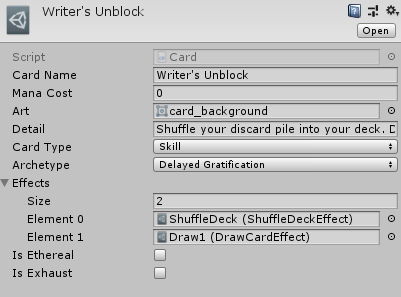 Writer's Unblock
Open
Script Card
Card Name Writer's Unblock
Mana Cost 0
Art card_background
Detail Shuffle your discard pile into your deck. D
Card Type Skill
Archetype Delayed Gratification
Effects
Size 2
Element 0 ShuffleDeck (ShuffleDeckEffect)
Element 1 Draw1 (DrawCardEffect)
Is Ethereal
Is Exhaust